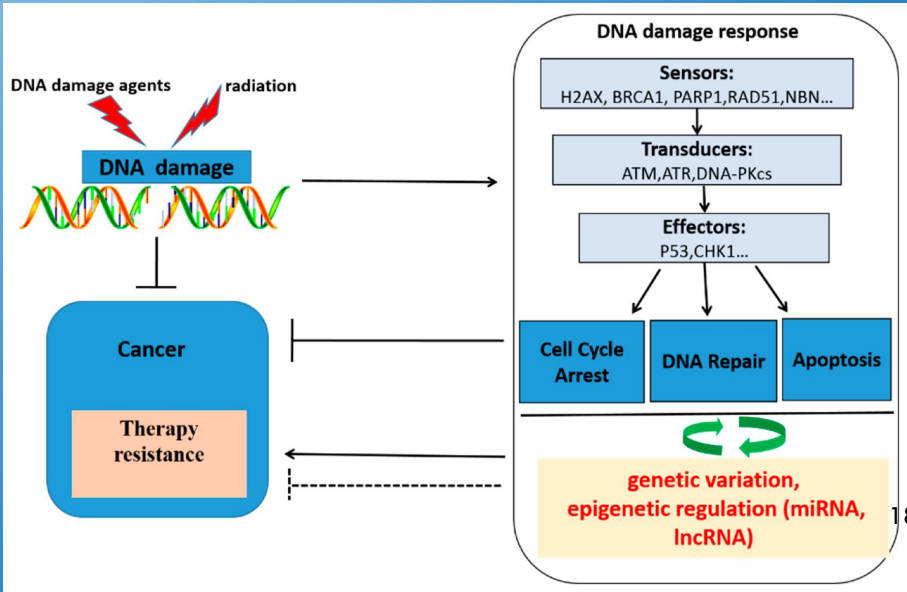 DNA damage response
Sensors:
H2AX, BRCA1, PARP1,RAD51,NBN...
DNA damage agents
radiation
DNA damage
Transducers:
ATM,ATR,DNA-PKcs
Effectors:
P53,CHK1...
Cancer
Therapy
resistance
Cell Cycle
Arrest
DNA Repair
Apoptosis
genetic variation,
epigenetic regulation (miRNA,
lncRNA)
18